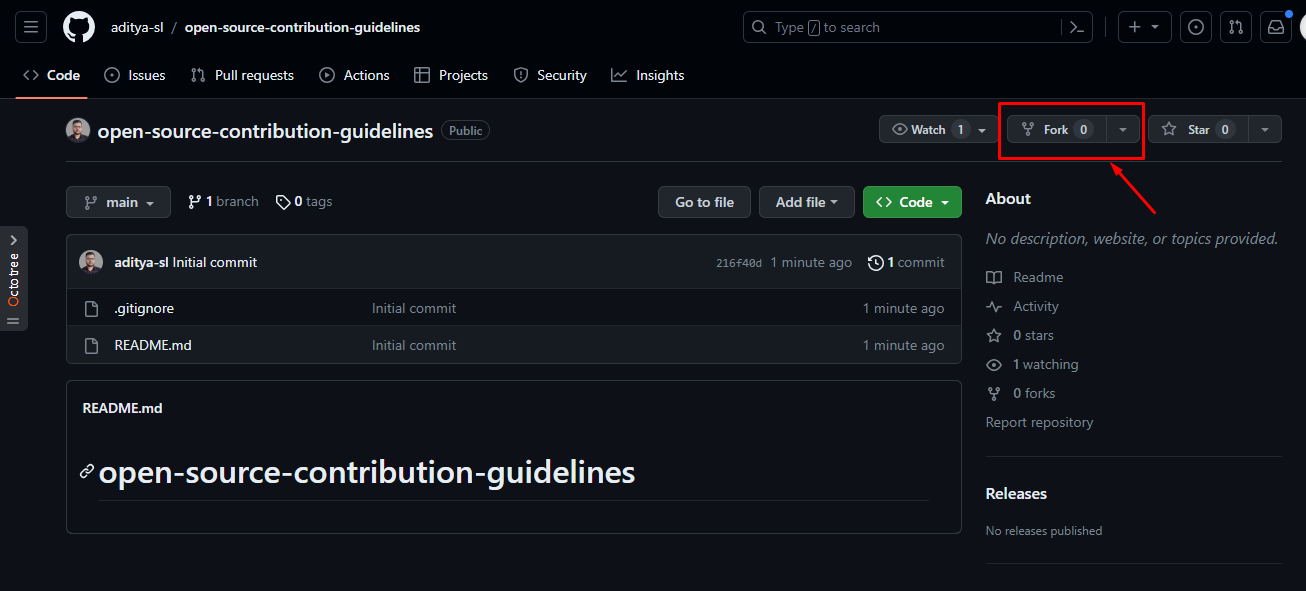 aditya-sl / open-source-contribution-guidelines
Type / to search
Code Issues Pull requests Actions Projects Security Insights
open-source-contribution-guidelines Public
Watch 1 Fork 0 Star 0
main 1 branch 0 tags Go to file Add file Code
aditya-sl Initial commit 216f40d 1 minute ago 1 commit
.gitignore Initial commit 1 minute ago
README.md Initial commit 1 minute ago
README.md
open-source-contribution-guidelines
About
No description, website, or topics provided.
Readme
Activity
0 stars
1 watching
0 forks
Report repository
Releases
No releases published
Octotree